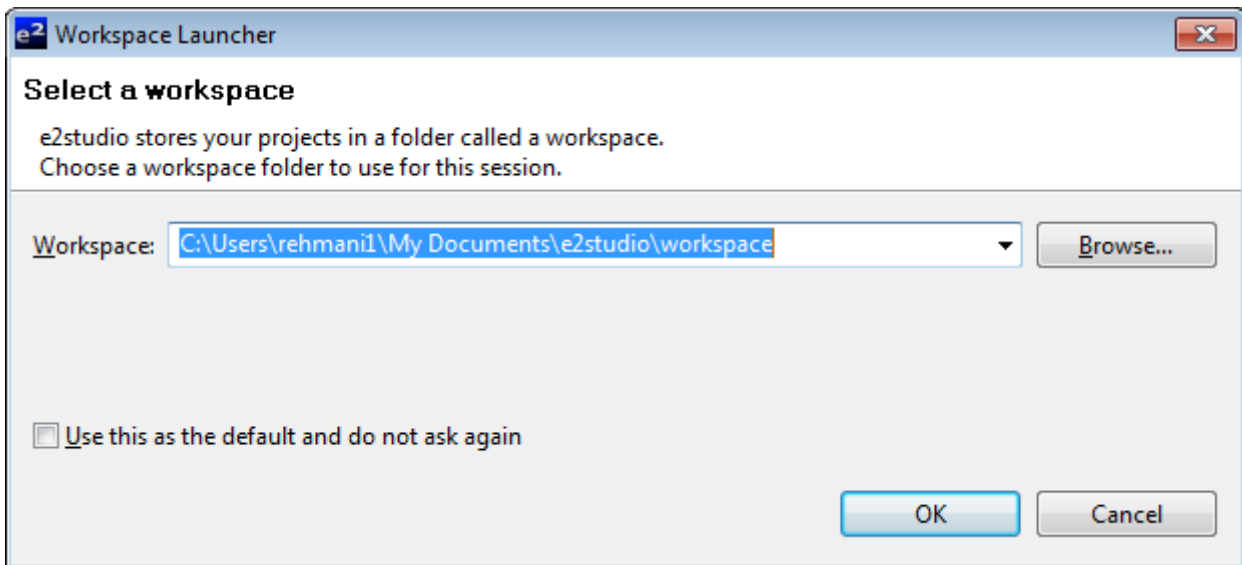 e² Workspace Launcher
Select a workspace
e2studio stores your projects in a folder called a workspace.
Choose a workspace folder to use for this session.
Workspace: C:\Users\rehmani1\My Documents\e2studio\workspace Browse...
Use this as the default and do not ask again
OK Cancel